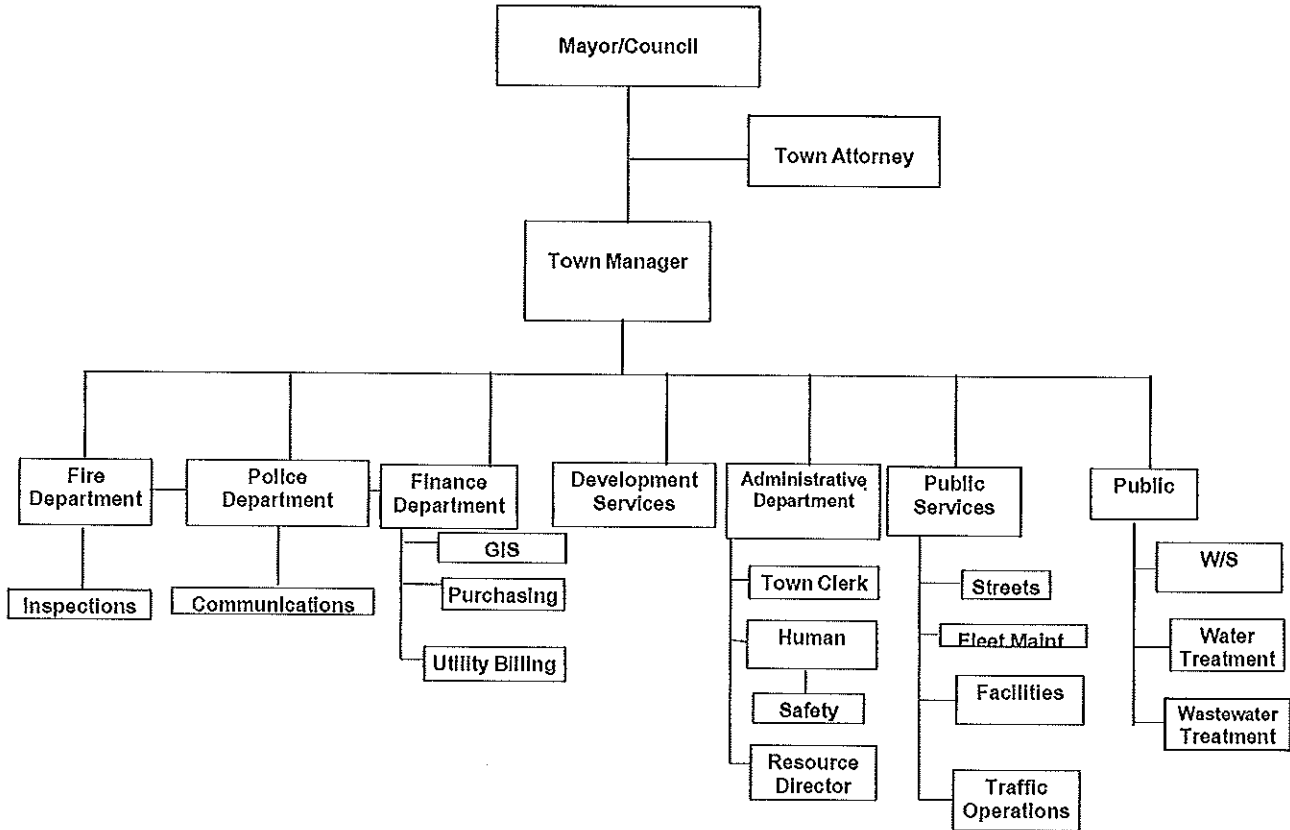 Mayor/Council
Town Attorney
Town Manager
Fire
Department
Police
Department
Finance
Department
Development
Services
Administrative
Department
Public
Services
Public
Inspections
Communications
GIS
Purchasing
Utility Billing
Town Clerk
Human
Safety
Resource
Director
Streets
Fleet Maint
Facilities
Traffic
Operations
W/S
Water
Treatment
Wastewater
Treatment